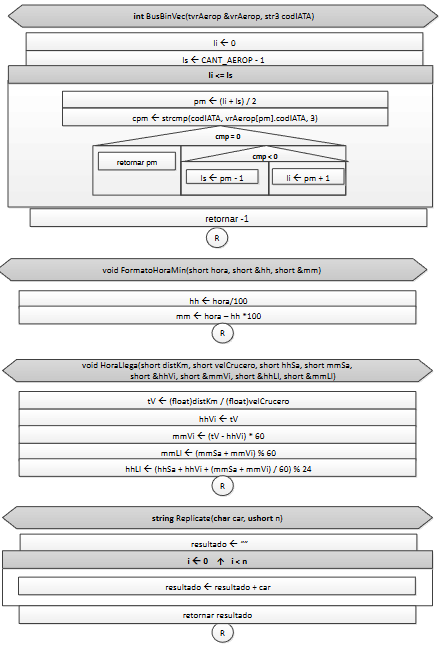 int BusBinVec(tvrAerop &vrAerop, str3 codIATA)
li ← 0
ls ← CANT_AEROP - 1
li <= ls
pm ← (li + ls) / 2
cpm ← strcmp(codIATA, vrAerop[pm].codIATA, 3)
cmp = 0
retornar pm
cmp < 0
ls ← pm - 1
li ← pm + 1
retornar -1
R
void FormatoHoraMin(short hora, short &hh, short &mm)
hh ← hora/100
mm ← hora – hh *100
R
void HoraLlega(short distKm, short velCrucero, short hhSa, short mmSa,
short &hhVi, short &mmVi, short &hhLl, short &mmLl)
tV ← (float)distKm / (float)velCrucero
hhVi ← tV
mmVi ← (tV - hhVi) * 60
mmLl ← (mmSa + mmVi) % 60
hhLl ← (hhSa + hhVi + (mmSa + mmVi) / 60) % 24
R
string Replicate(char car, ushort n)
resultado ← “”
i ← 0 ↑ i < n
resultado ← resultado + car
retornar resultado
R